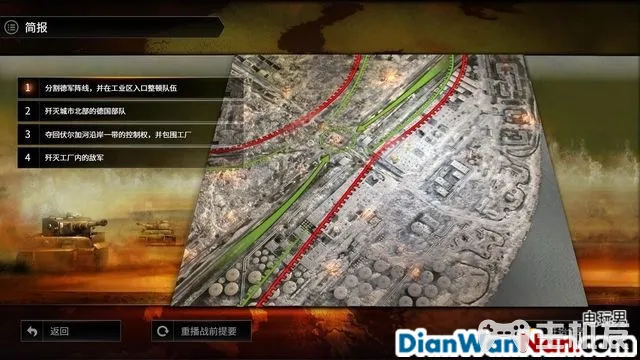 简报
1 分割德军阵线，并在工业区入口整顿队伍
2 歼灭城市北部的德国部队
3 夺回伏尔加河沿岸一带的控制权，并包围工厂
4 歼灭工厂内的敌军
返回
重播战前提要
电玩男
DianWanNan.com